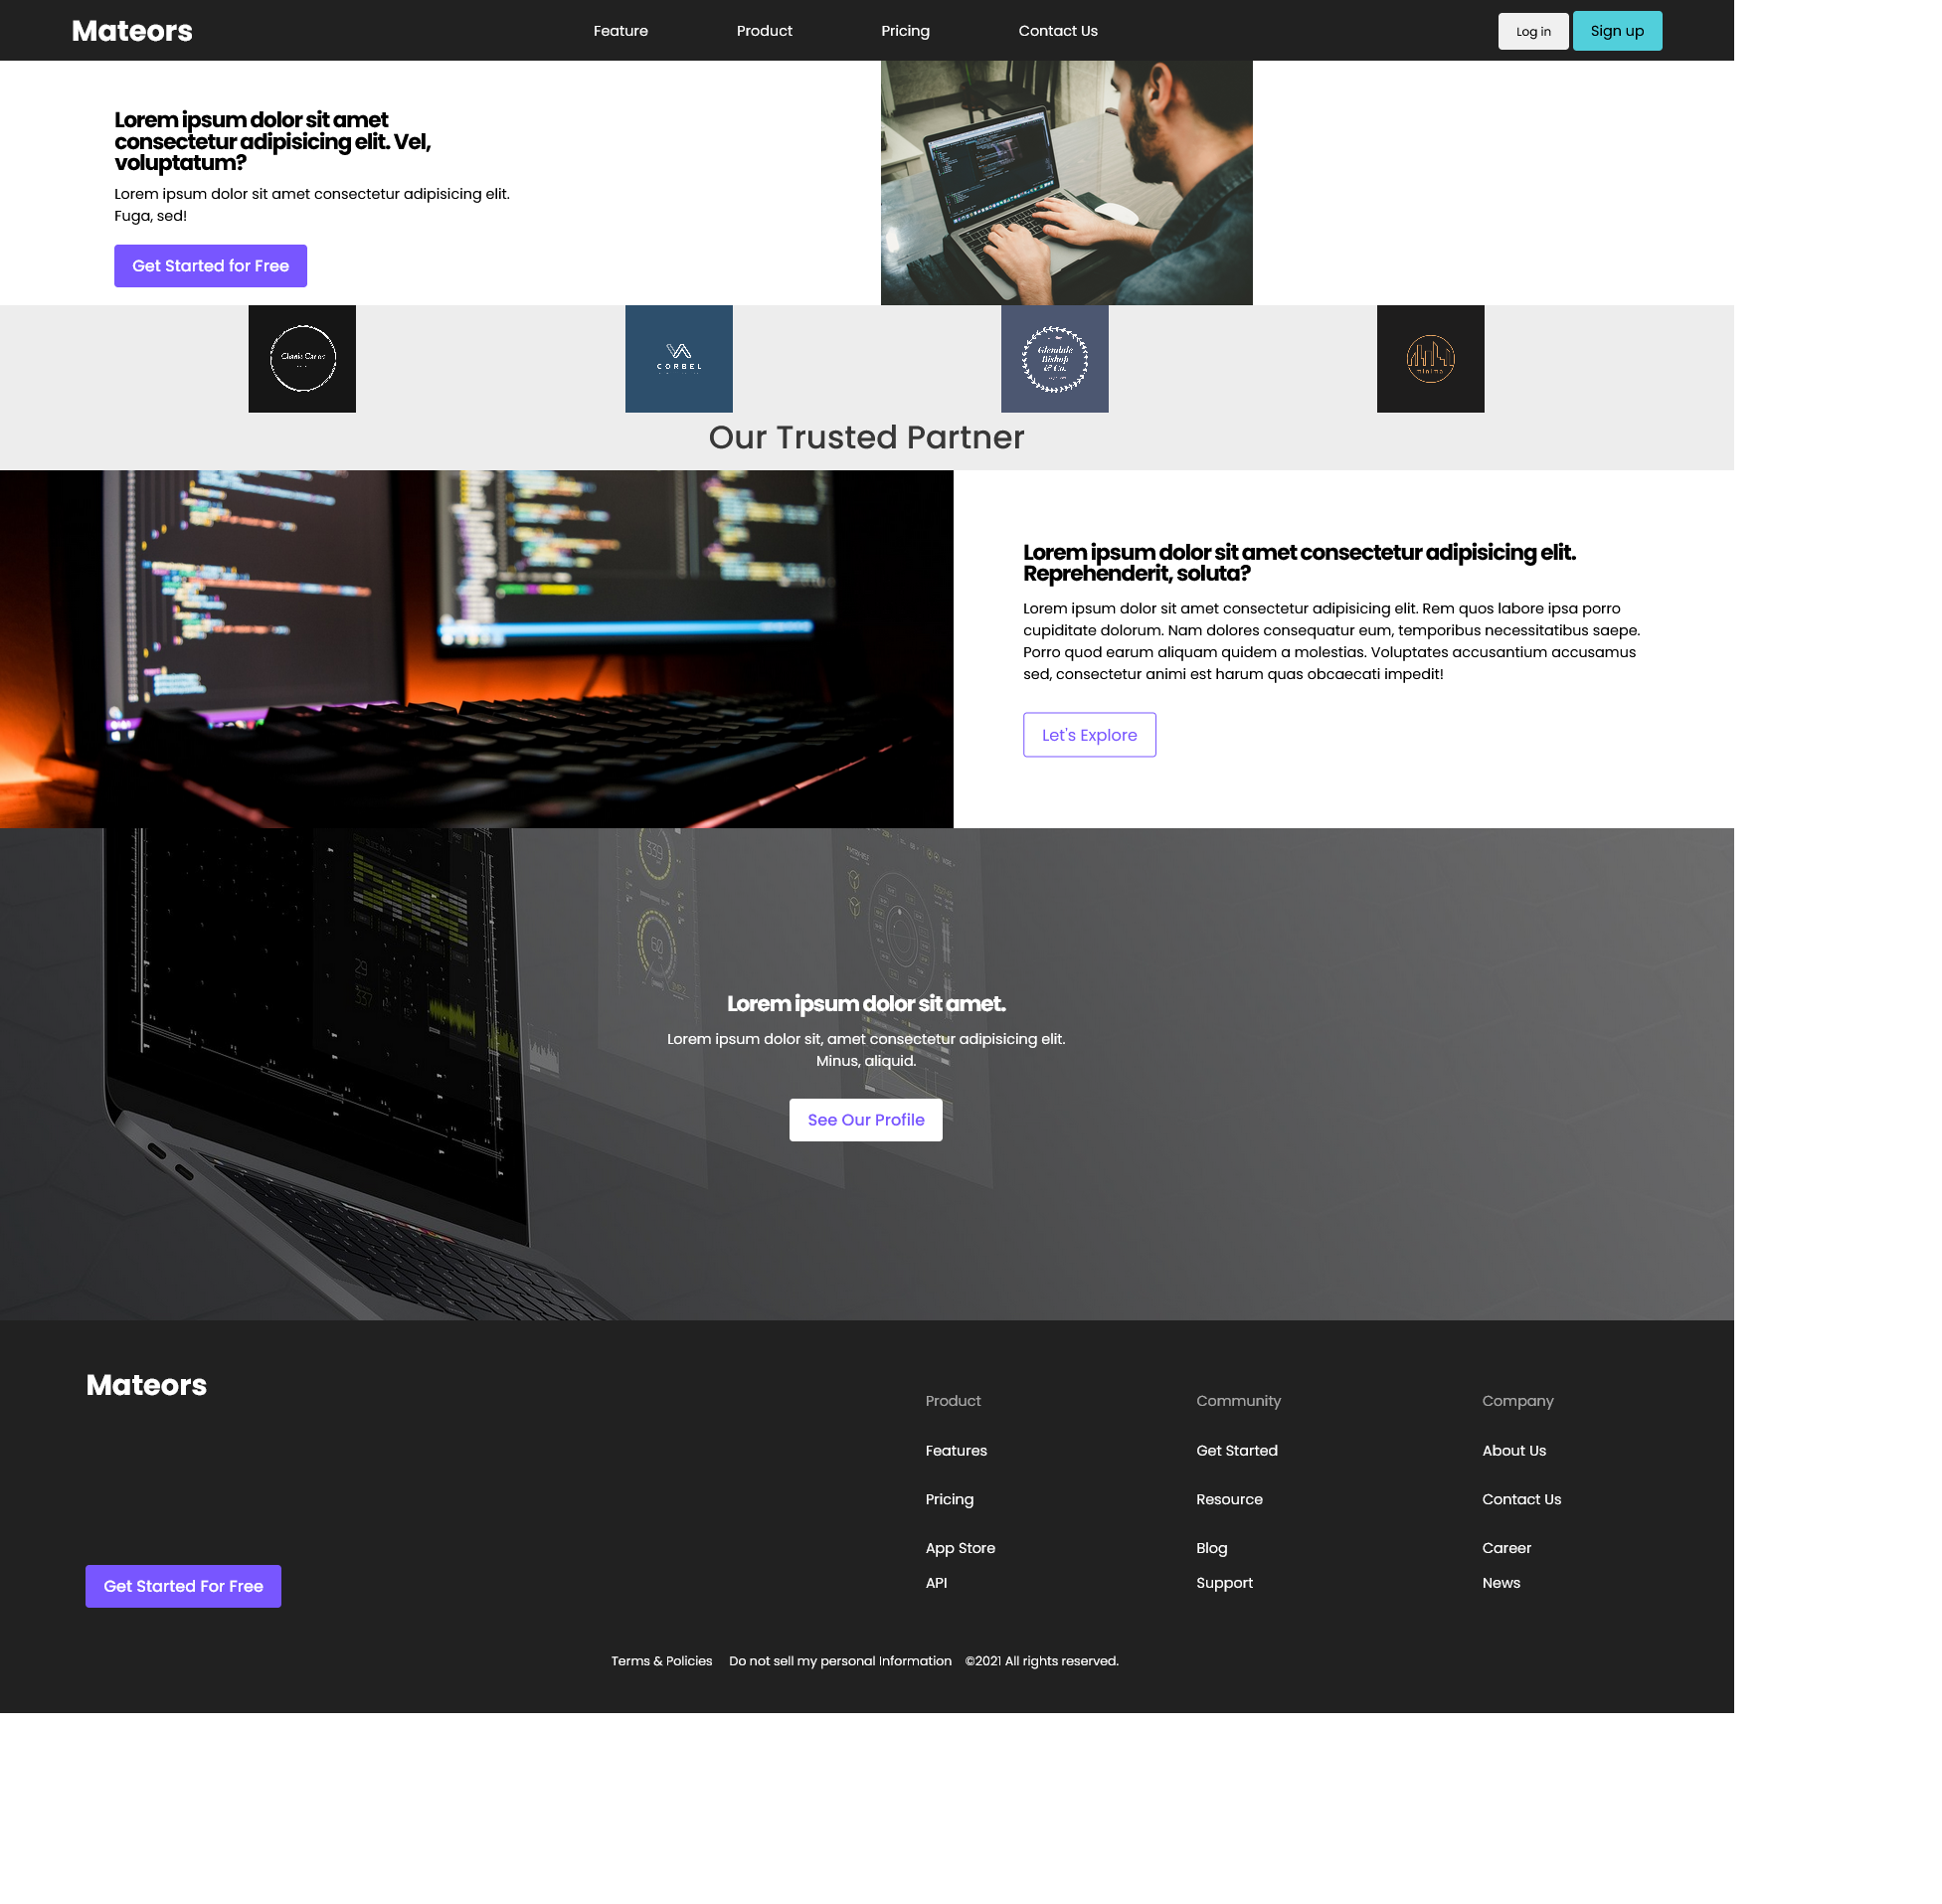 Mateors
Feature
Product
Pricing
Contact Us
Log in
Sign up
Lorem ipsum dolor sit amet
consectetur adipisicing elit. Vel,
voluptatum?
Lorem ipsum dolor sit amet consectetur adipisicing elit.
Fuga, sed!
Get Started for Free
CORBEL
Glendale
Bishop
& Co.
minima
Our Trusted Partner
Lorem ipsum dolor sit amet consectetur adipisicing elit.
Reprehenderit, soluta?
Lorem ipsum dolor sit amet consectetur adipisicing elit. Rem quos labore ipsa porro
cupiditate dolorum. Nam dolores consequatur eum, temporibus necessitatibus saepe.
Porro quod earum aliquam quidem a molestias. Voluptates accusantium accusamus
sed, consectetur animi est harum quas obcaecati impedit!
Let's Explore
339
60
29
337
Lorem ipsum dolor sit amet.
Lorem ipsum dolor sit, amet consectetur adipisicing elit.
Minus, aliquid.
See Our Profile
Mateors
Get Started For Free
Product
Features
Pricing
App Store
API
Community
Get Started
Resource
Blog
Support
Company
About Us
Contact Us
Career
News
Terms & Policies
Do not sell my personal Information
©2021 All rights reserved.